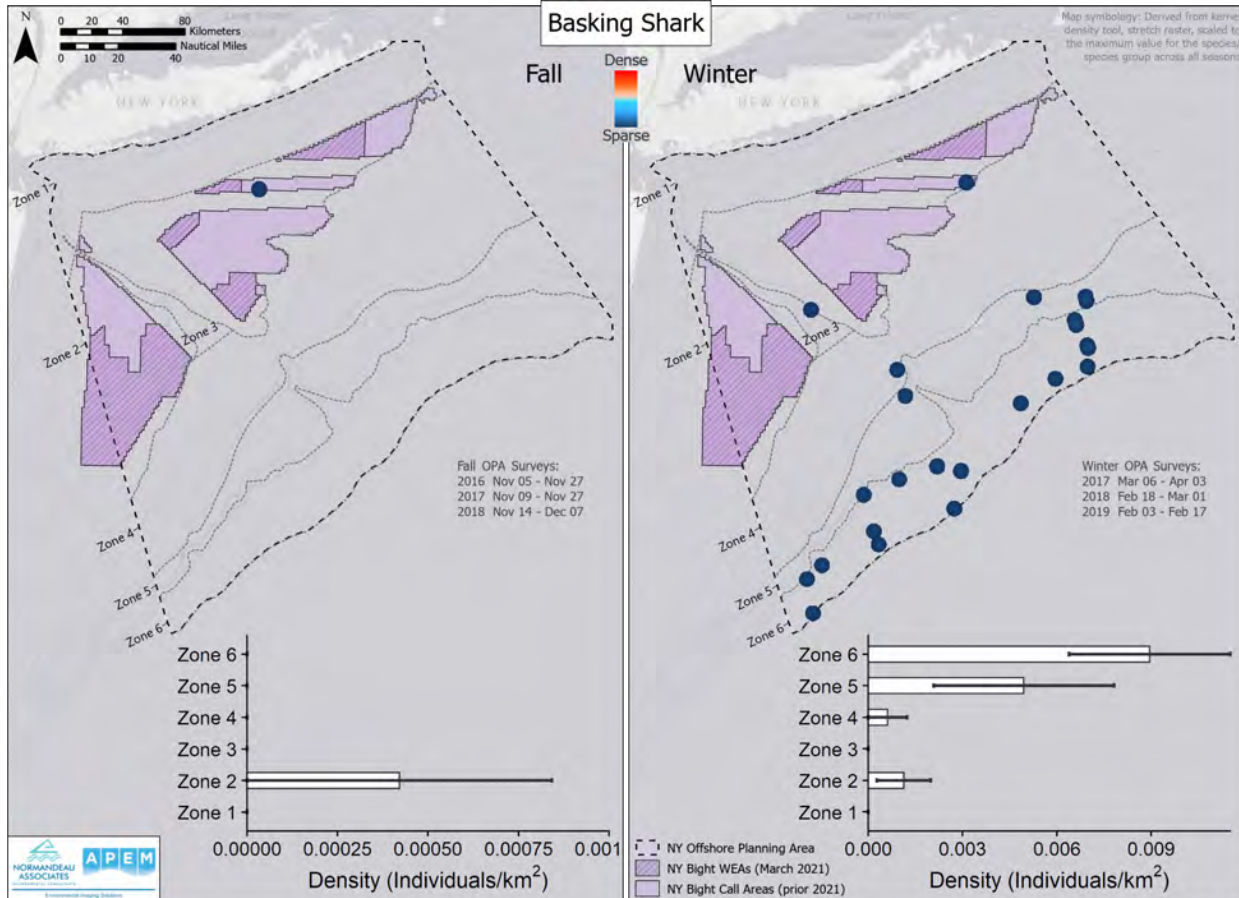 Basking Shark
N
0 20 40 80
Kilometers
Nautical Miles
0 20 40
Fall
Dense
Sparse
Winter
Map symbology: Derived from kernel
density tool, stretch raster, scaled to
the maximum value for the species/
species group across all seasons
NEW YORK
Zone 1
Zone 2
Zone 3
Zone 4
Zone 5
Zone 6
Fall OPA Surveys:
2016 Nov 05 - Nov 27
2017 Nov 09 - Nov 27
2018 Nov 14 - Dec 07
Zone 6
Zone 5
Zone 4
Zone 3
Zone 2
Zone 1
0.00000 0.00025 0.00050 0.00075 0.001
Density (Individuals/km²)
NORMANDEAU
ASSOCIATES
APEM
NEW YORK
Zone 1
Zone 2
Zone 3
Zone 4
Zone 5
Zone 6
Winter OPA Surveys:
2017 Mar 06 - Apr 03
2018 Feb 18 - Mar 01
2019 Feb 03 - Feb 17
Zone 6
Zone 5
Zone 4
Zone 3
Zone 2
Zone 1
0.000 0.003 0.006 0.009
Density (Individuals/km²)
NY Offshore Planning Area
NY Bight WEAs (March 2021)
NY Bight Call Areas (prior 2021)